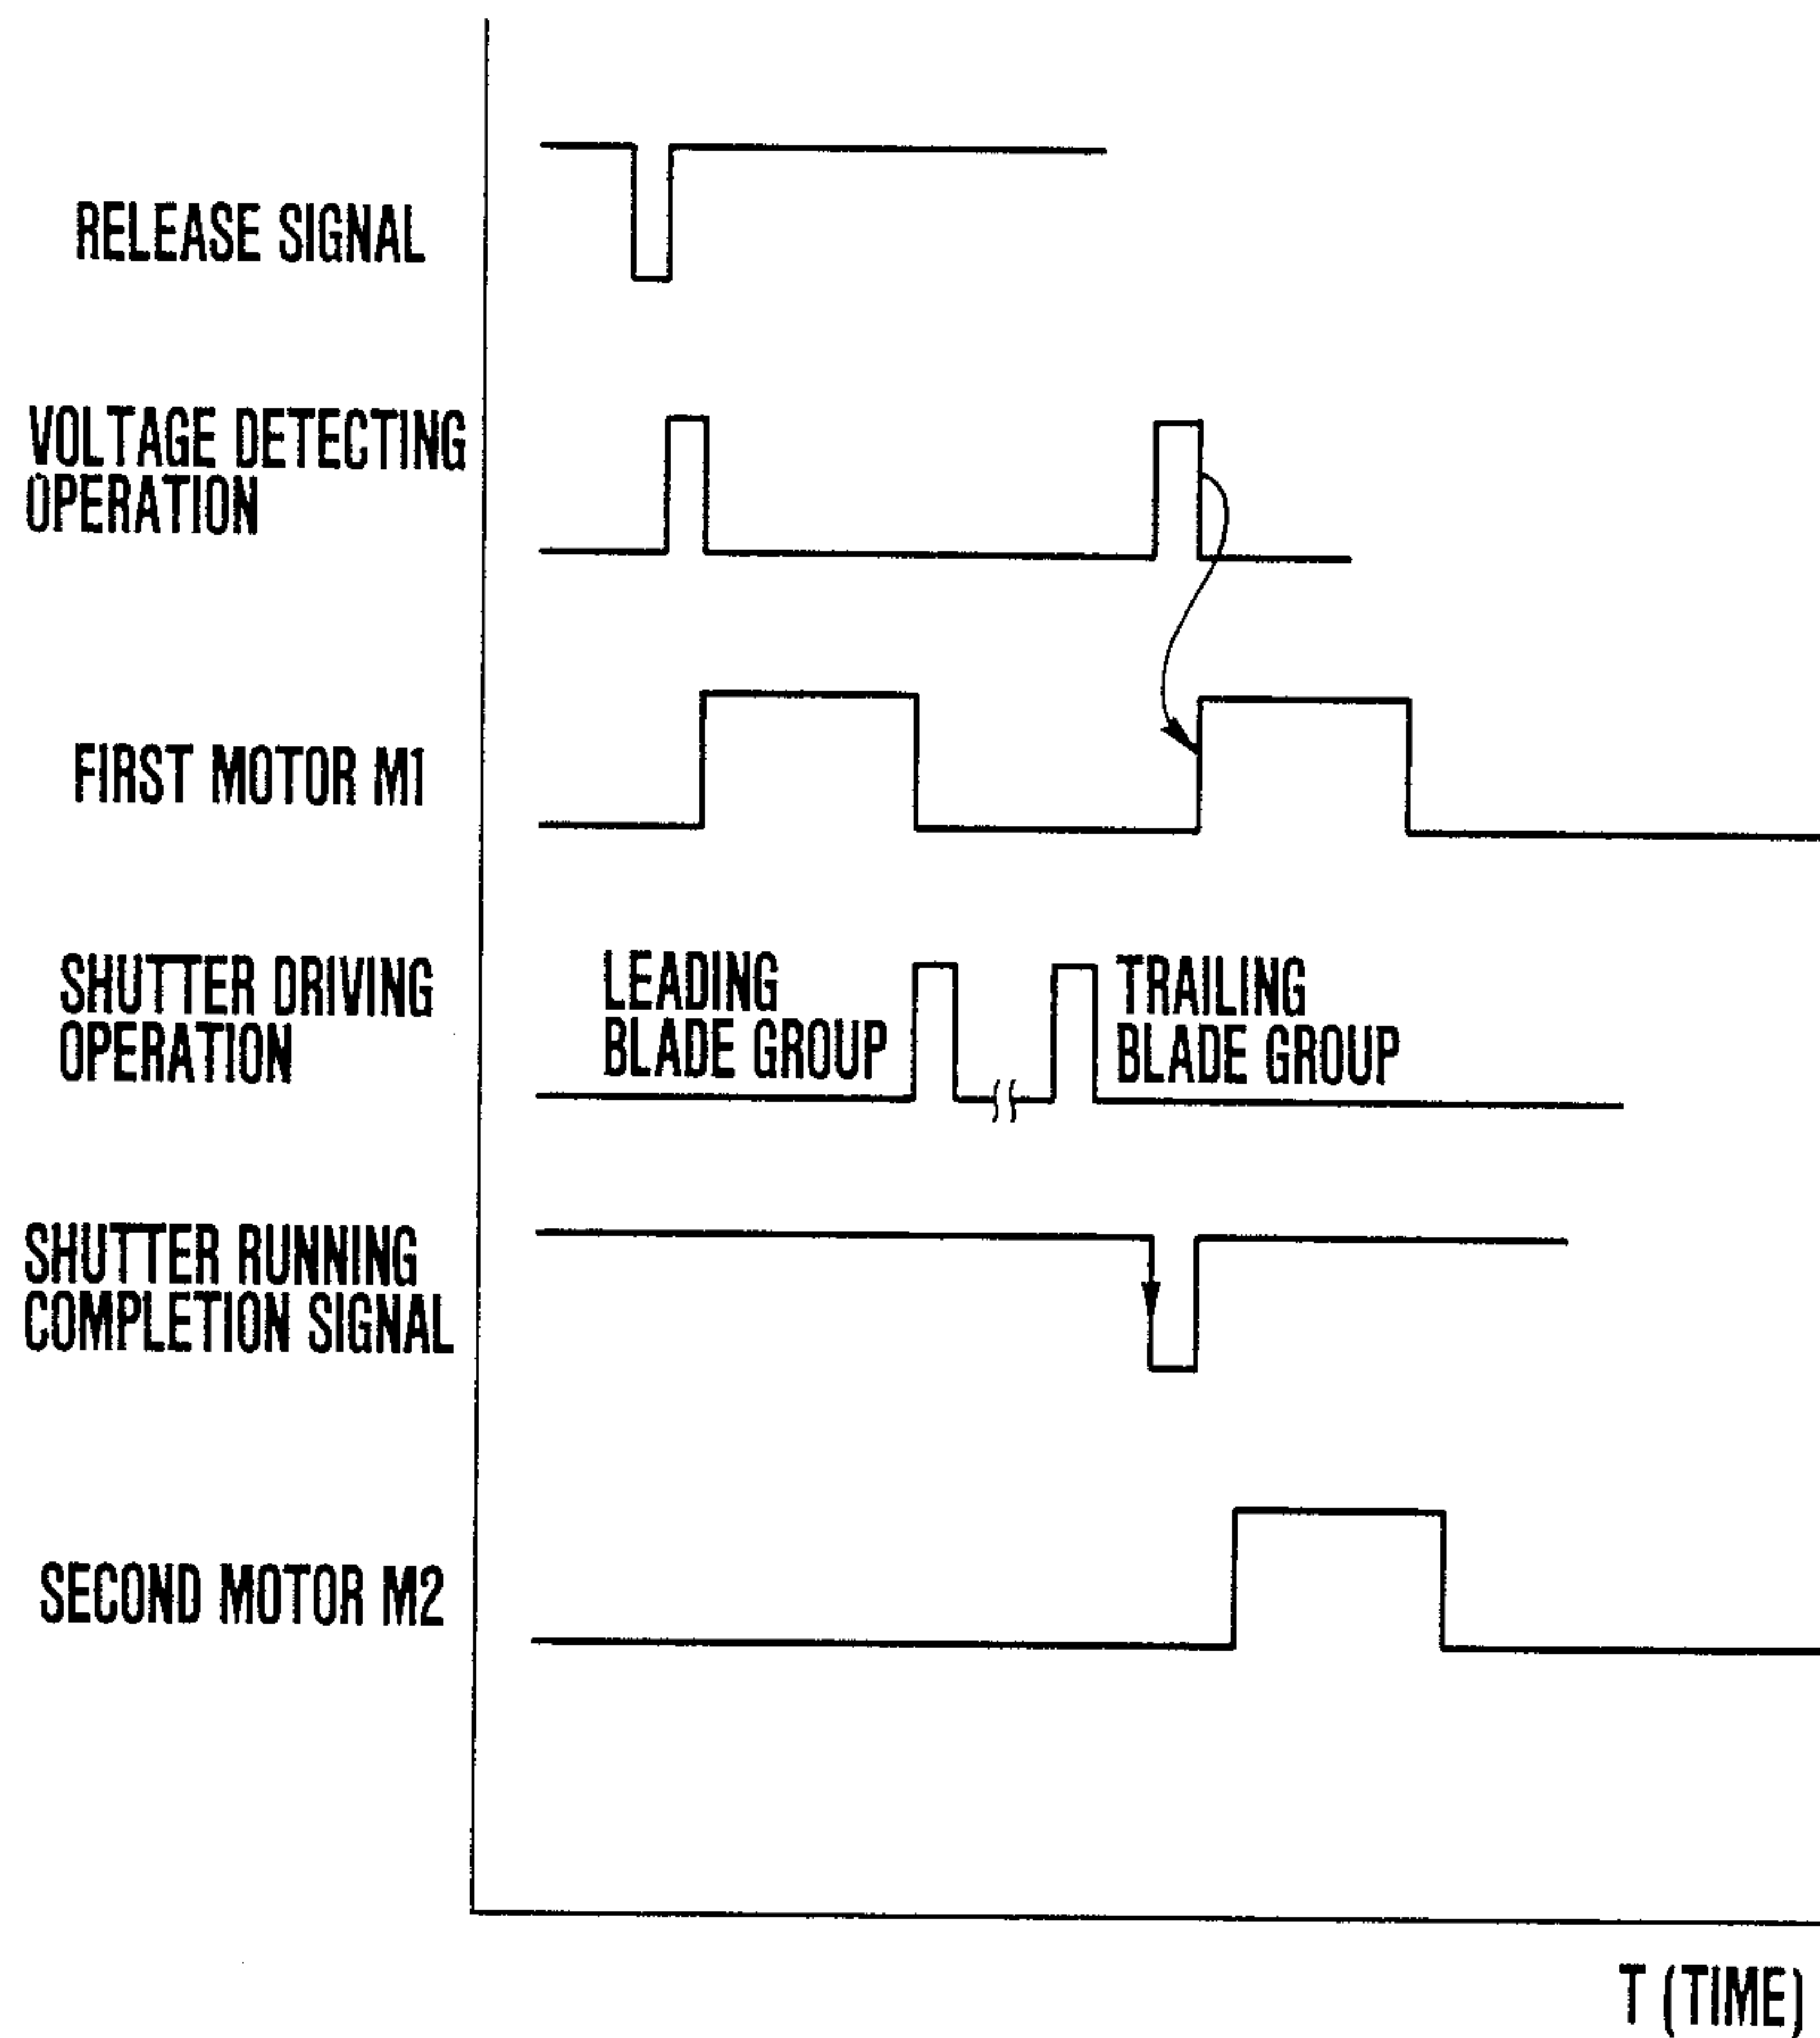 RELEASE SIGNAL
VOLTAGE DETECTING
OPERATION
FIRST MOTOR M1
SHUTTER DRIVING
OPERATION
LEADING
BLADE GROUP
TRAILING
BLADE GROUP
SHUTTER RUNNING
COMPLETION SIGNAL
SECOND MOTOR M2
T (TIME)